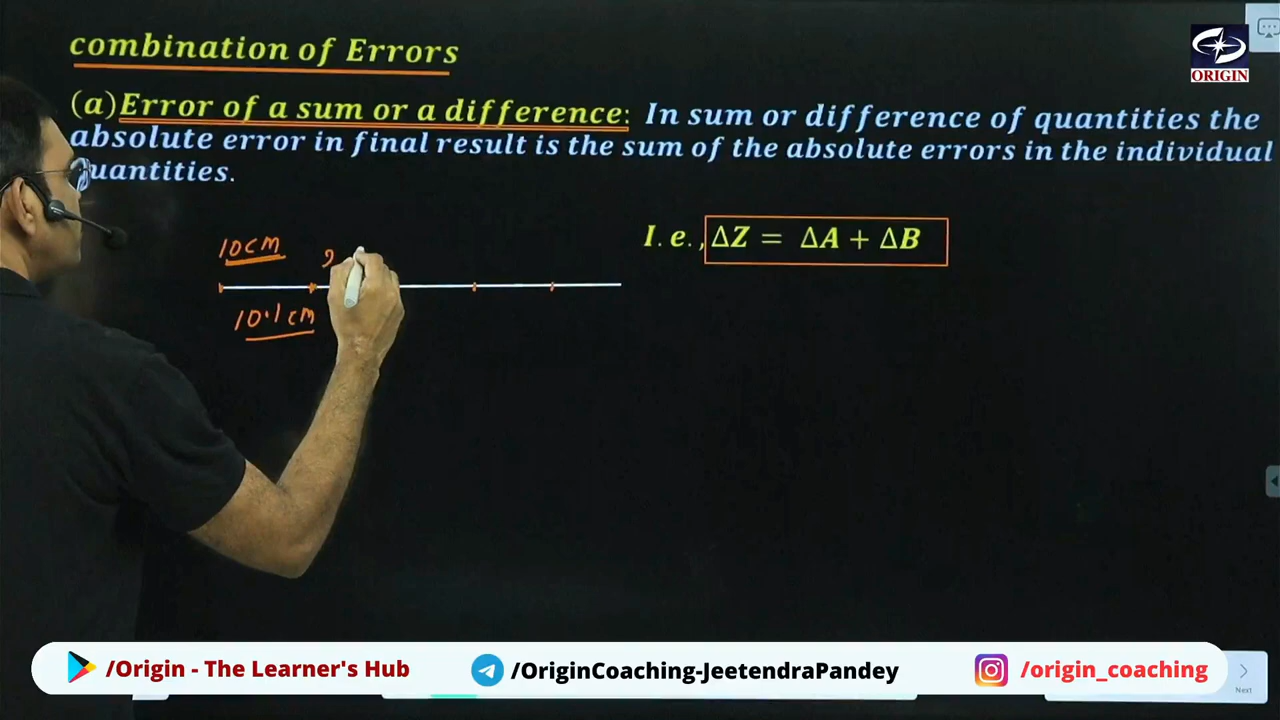 combination of Errors
ORIGIN
(a) Error of a sum or a difference: In sum or difference of quantities the
absolute error in final result is the sum of the absolute errors in the individual
quantities.
I.e., ΔZ = ΔA + ΔB
10cm
10.1 cm
/Origin - The Learner's Hub
/OriginCoaching-JeetendraPandey
/origin_coaching
Next